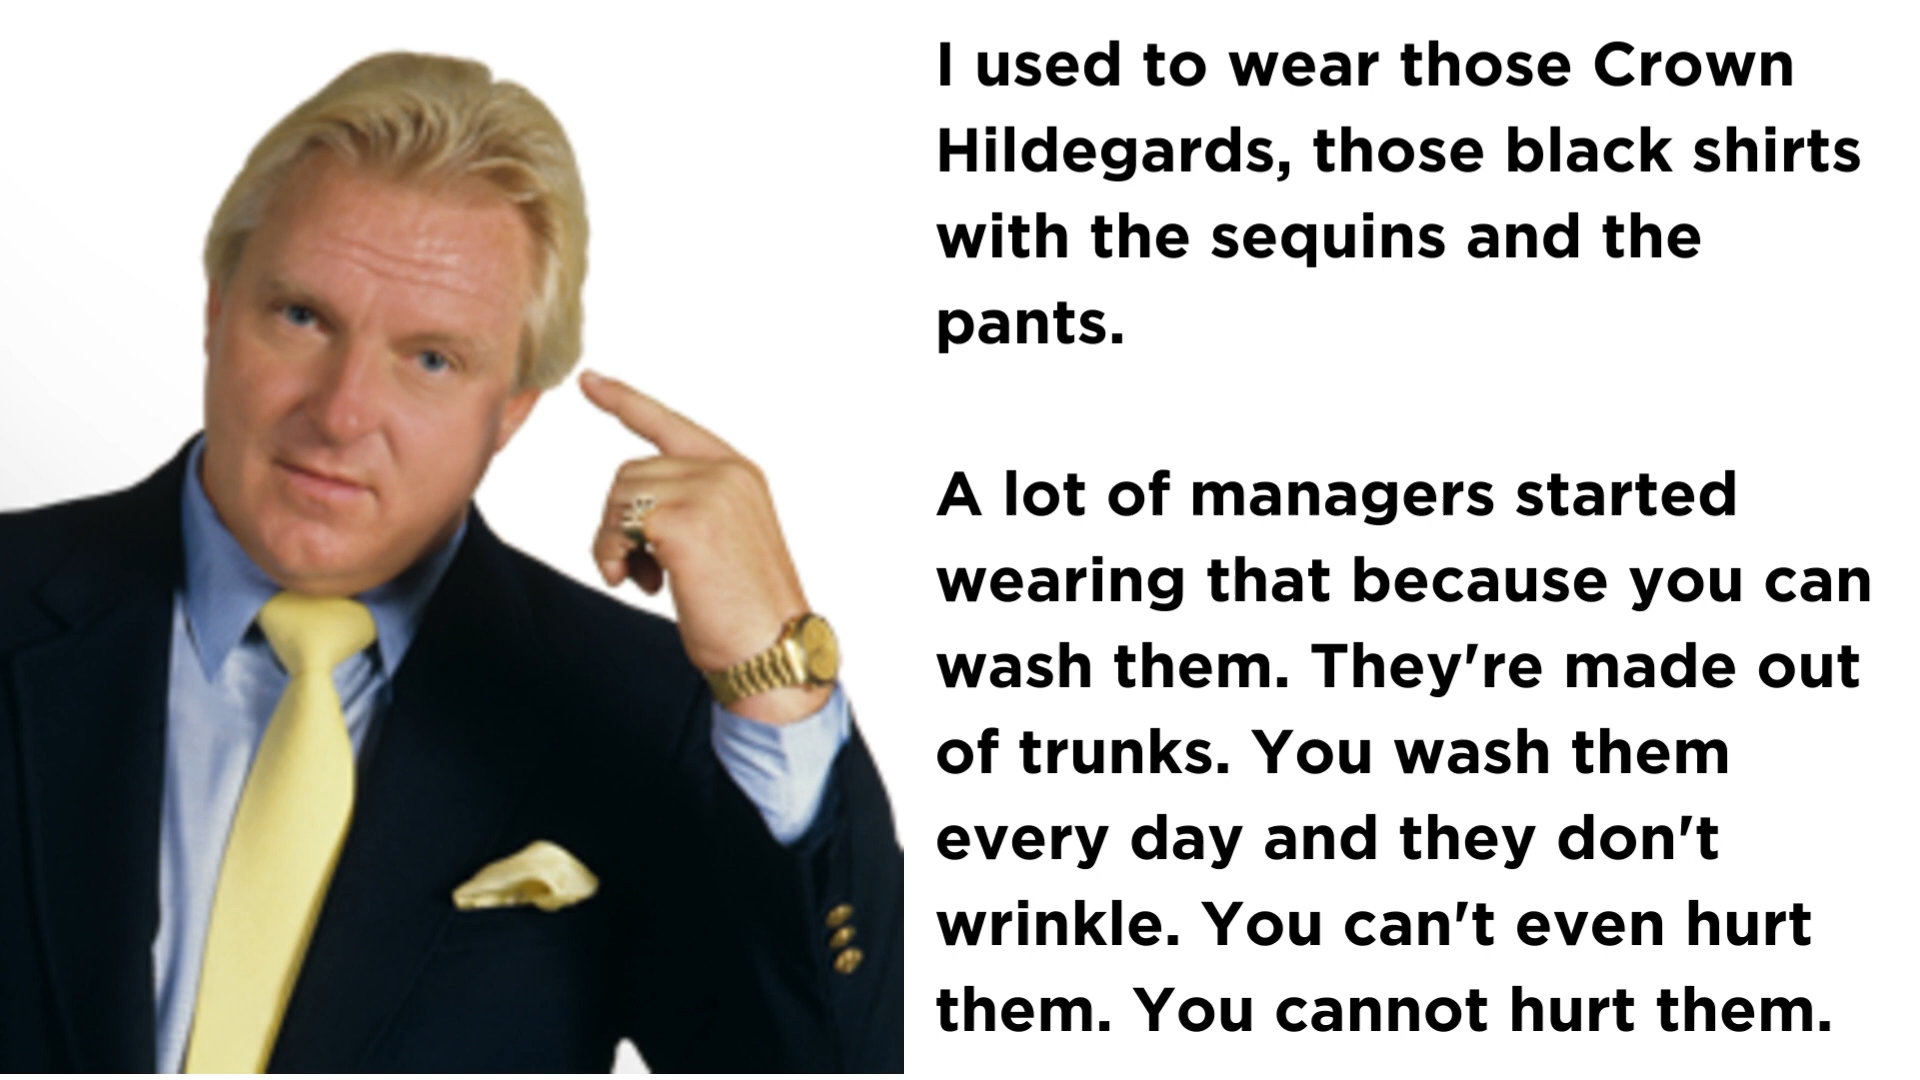 I used to wear those Crown
Hildegards, those black shirts
with the sequins and the
pants.
A lot of managers started
wearing that because you can
wash them. They're made out
of trunks. You wash them
every day and they don't
wrinkle. You can't even hurt
them. You cannot hurt them.